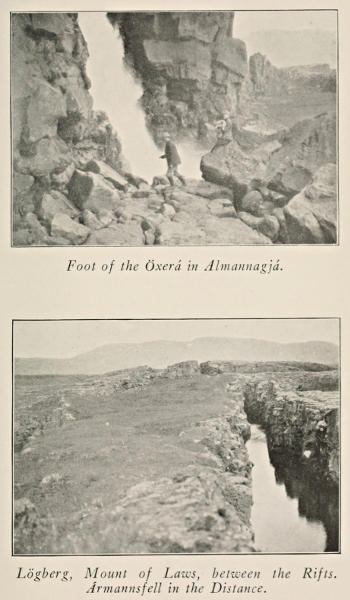 Foot of the Öxerá in Almannagjá.
Lögberg, Mount of Laws, between the Rifts.
Ármannsfell in the Distance.